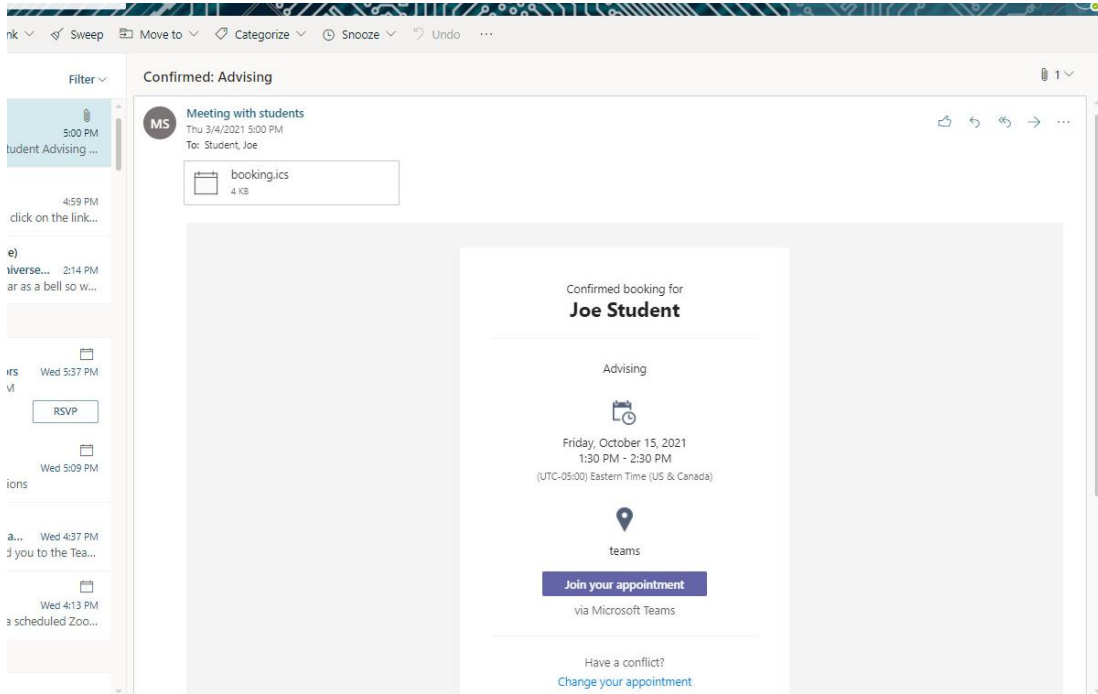 nk Sweep Move to Categorize Snooze Undo ...
Filter
5:00 PM
tudent Advising ...
4:59 PM
click on the link...
e)
niverse... 2:14 PM
ar as a bell so w...
ors Wed 5:37 PM
M
RSVP
Wed 5:09 PM
ions
a... Wed 4:37 PM
d you to the Tea...
Wed 4:13 PM
a scheduled Zoo...
Confirmed: Advising
1
MS
Meeting with students
Thu 3/4/2021 5:00 PM
To: Student, Joe
booking.ics
4 KB
Confirmed booking for
Joe Student
Advising
Friday, October 15, 2021
1:30 PM - 2:30 PM
(UTC-05:00) Eastern Time (US & Canada)
teams
Join your appointment
via Microsoft Teams
Have a conflict?
Change your appointment